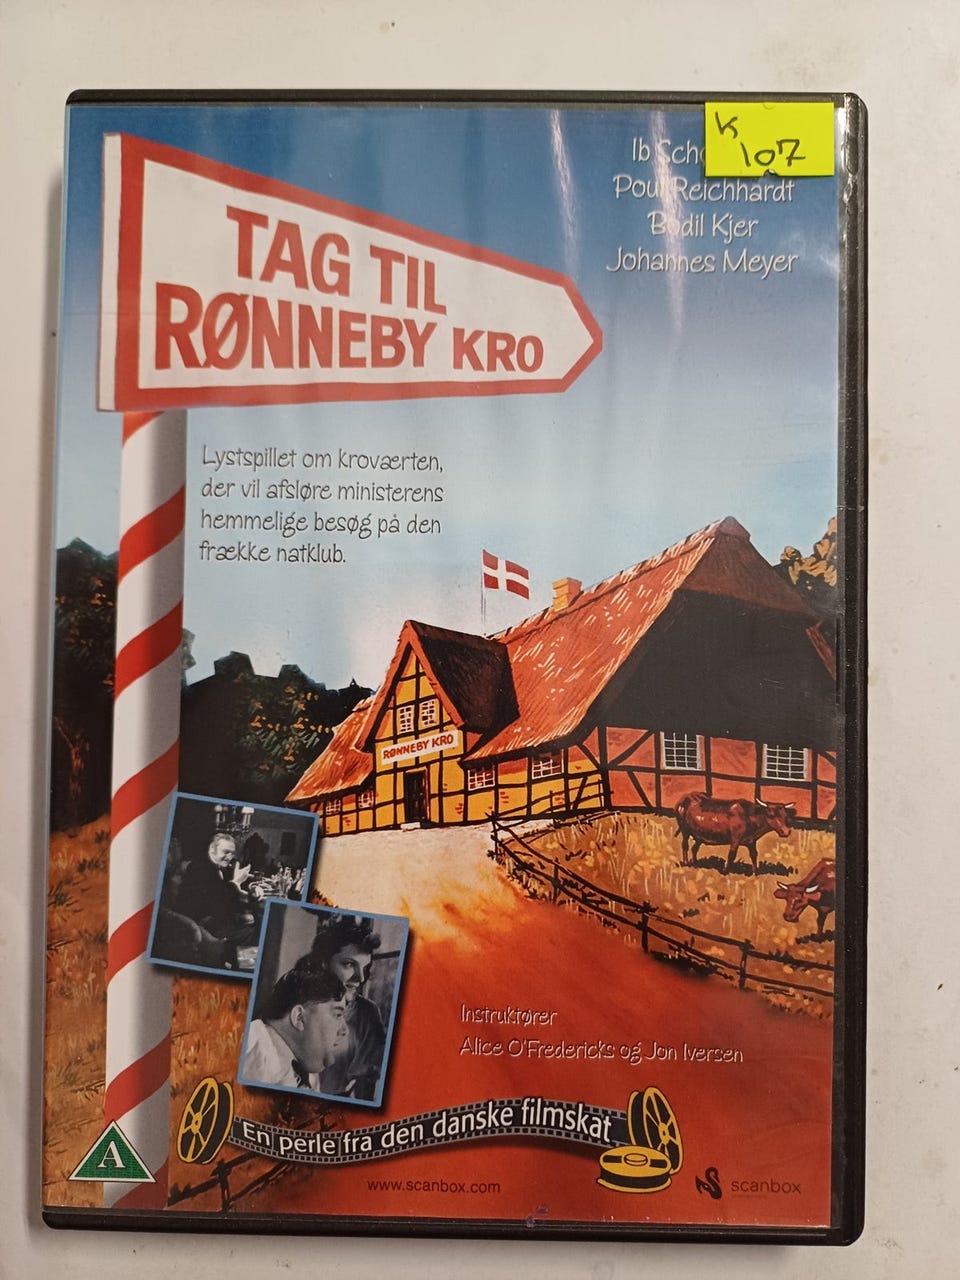 K
107
Ib
Poul Reichhardt
Bodil Kjer
Johannes Meyer
TAG TIL
RØNNEBY KRO
Lystspillet om kroværten,
der vil afsløre ministerens
hemmelige besøg på den
frække natklub.
RØNNEBY KRO
Instruktører
Alice O'Fredericks og Jon Iversen
En perle fra den danske filmskat
A
www.scanbox.com
scanbox